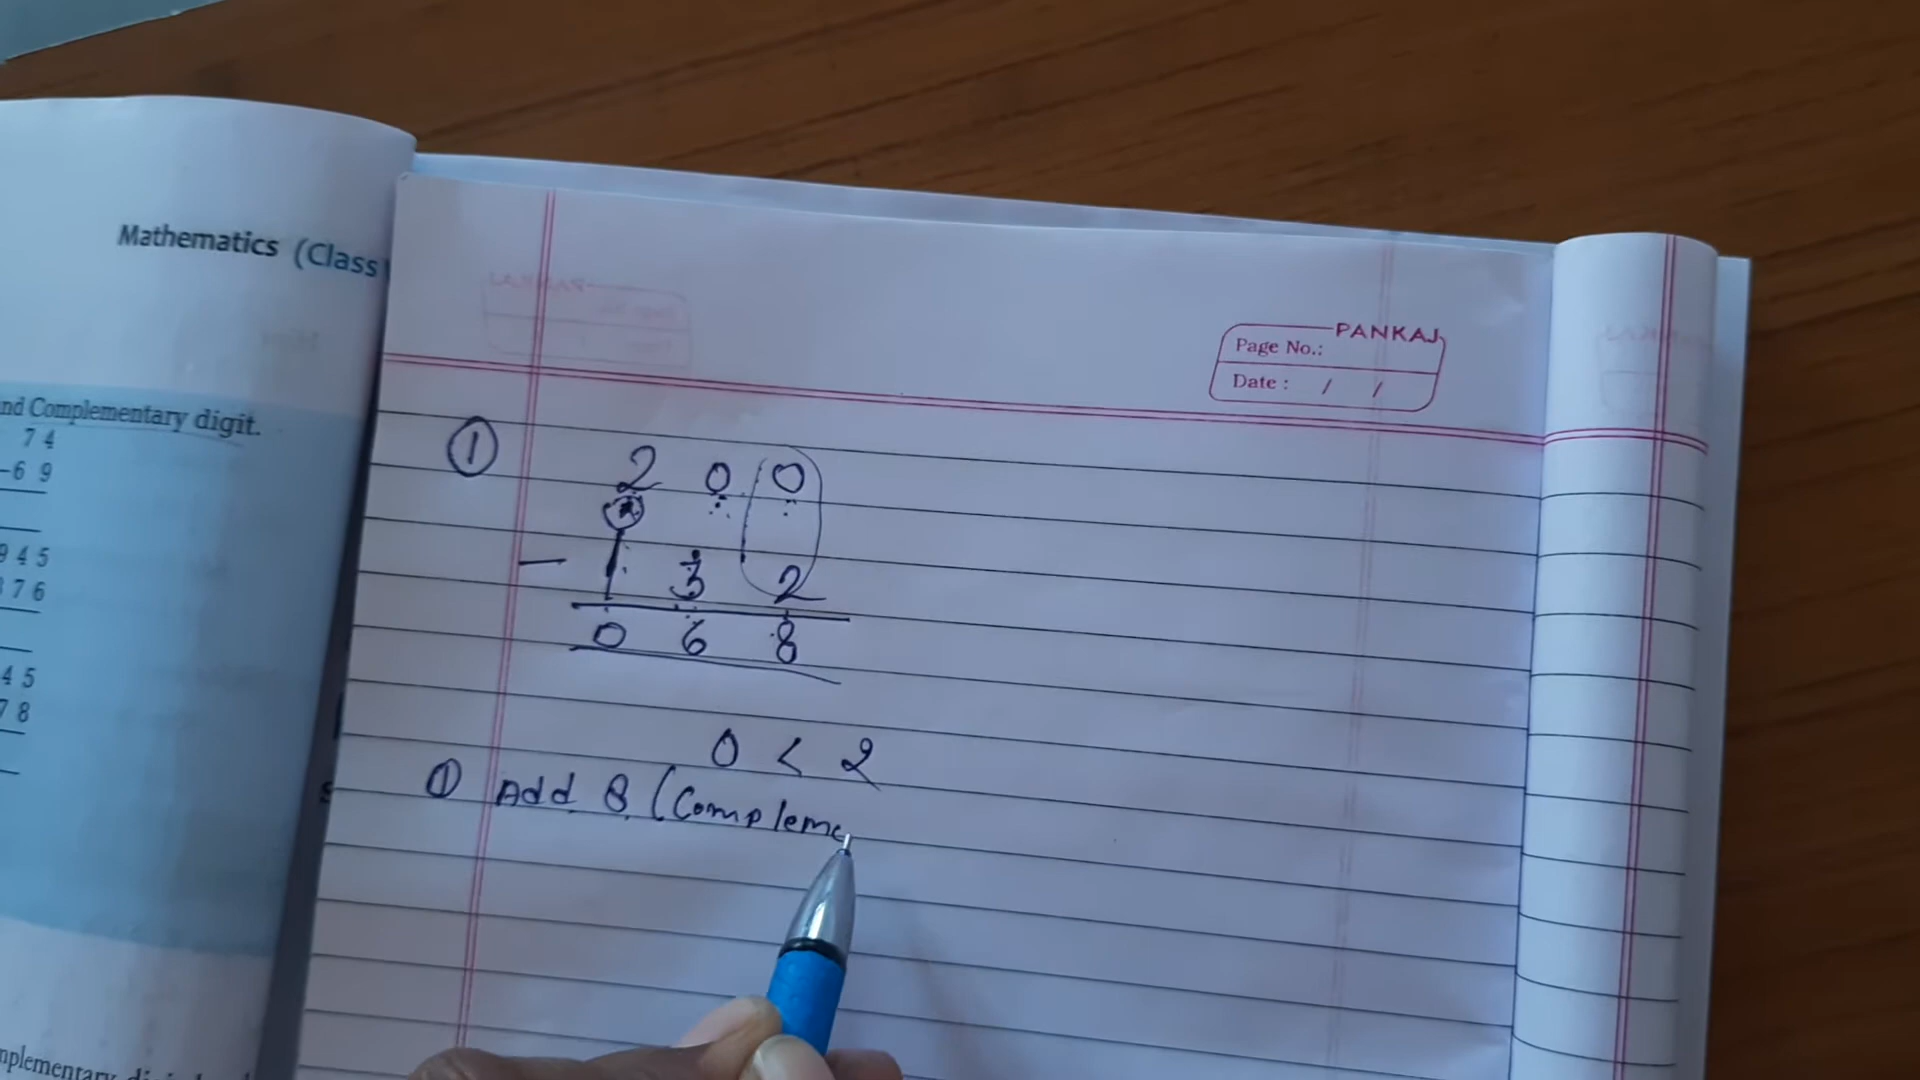 Mathematics (Class
nd Complementary digit.
7 4
-6 9
9 4 5
3 7 6
4 5
7 8
mplementary
PANKAJ
Page No.:
Date : / /
①
2 0 0
- 1 3 2
0 6 8
0 < 2
① Add 8 (Compleme